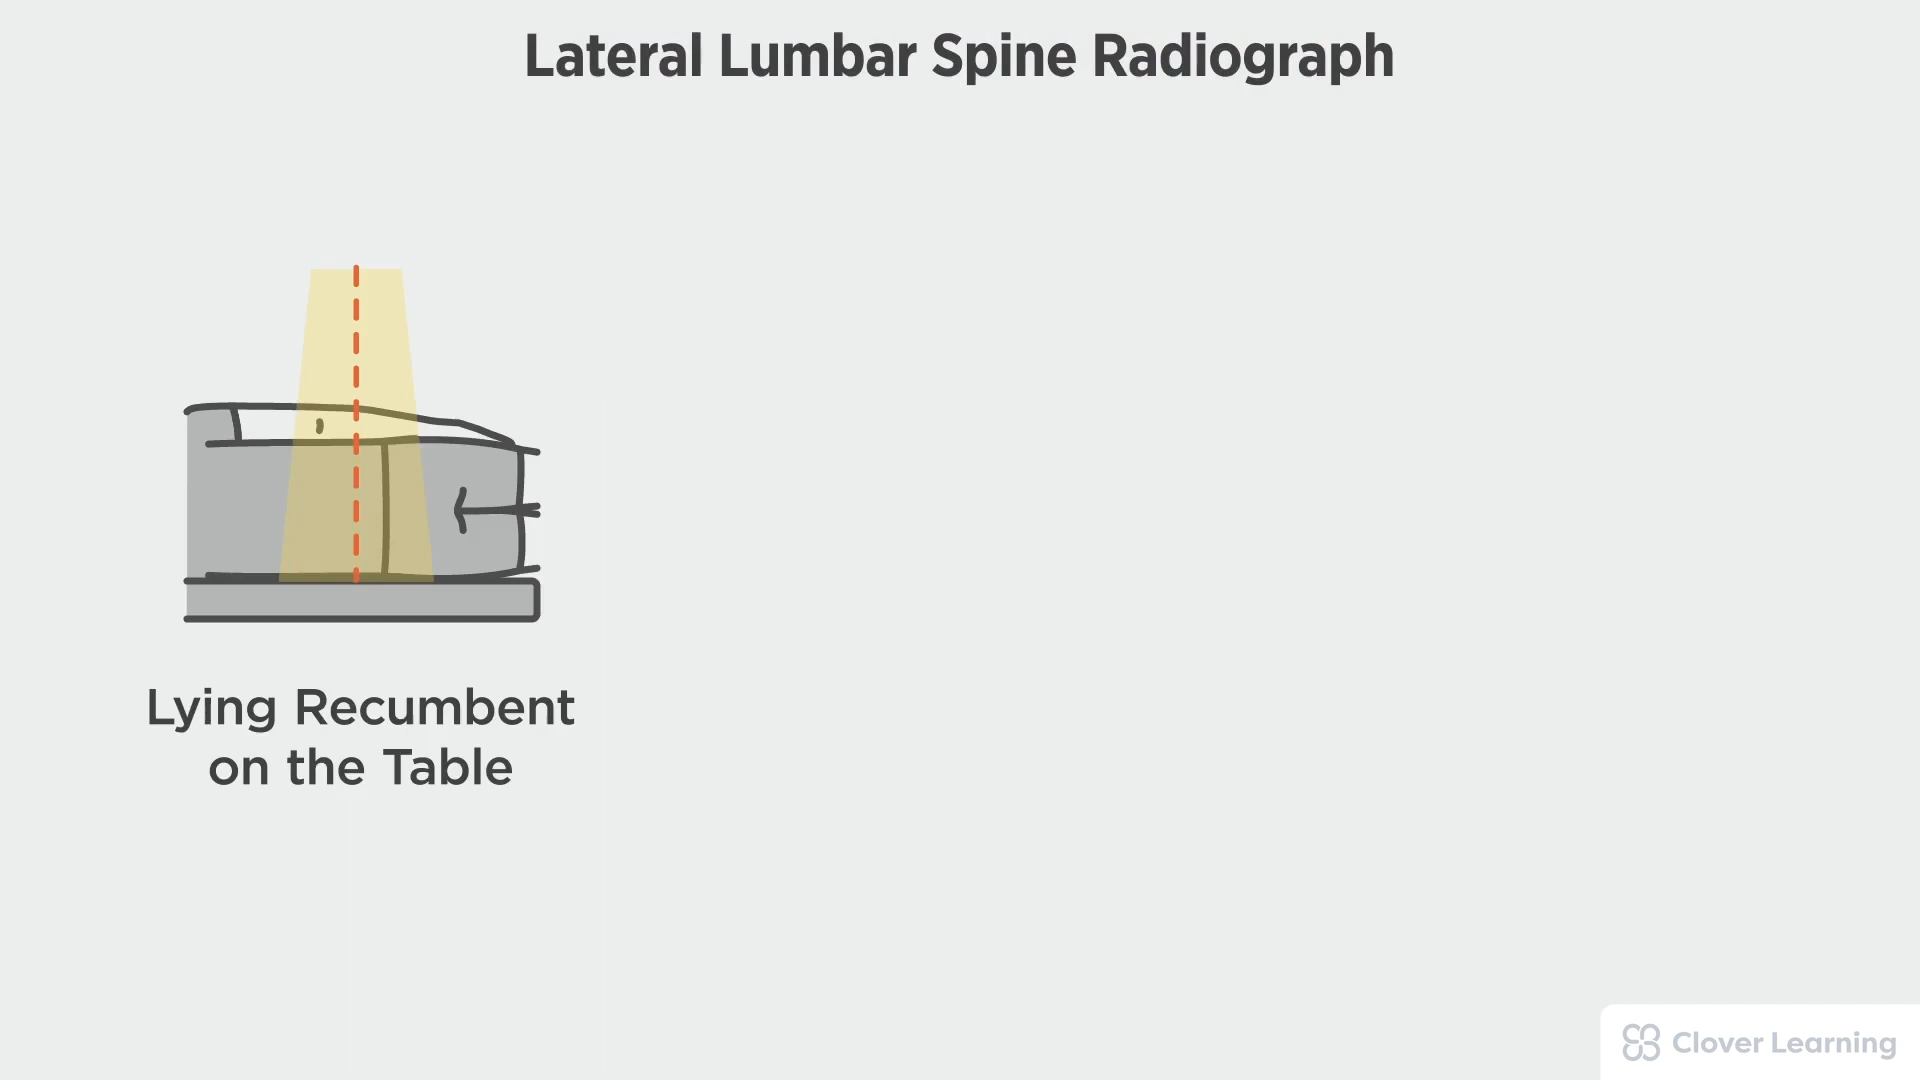 Lateral Lumbar Spine Radiograph
Lying Recumbent
on the Table
Clover Learning